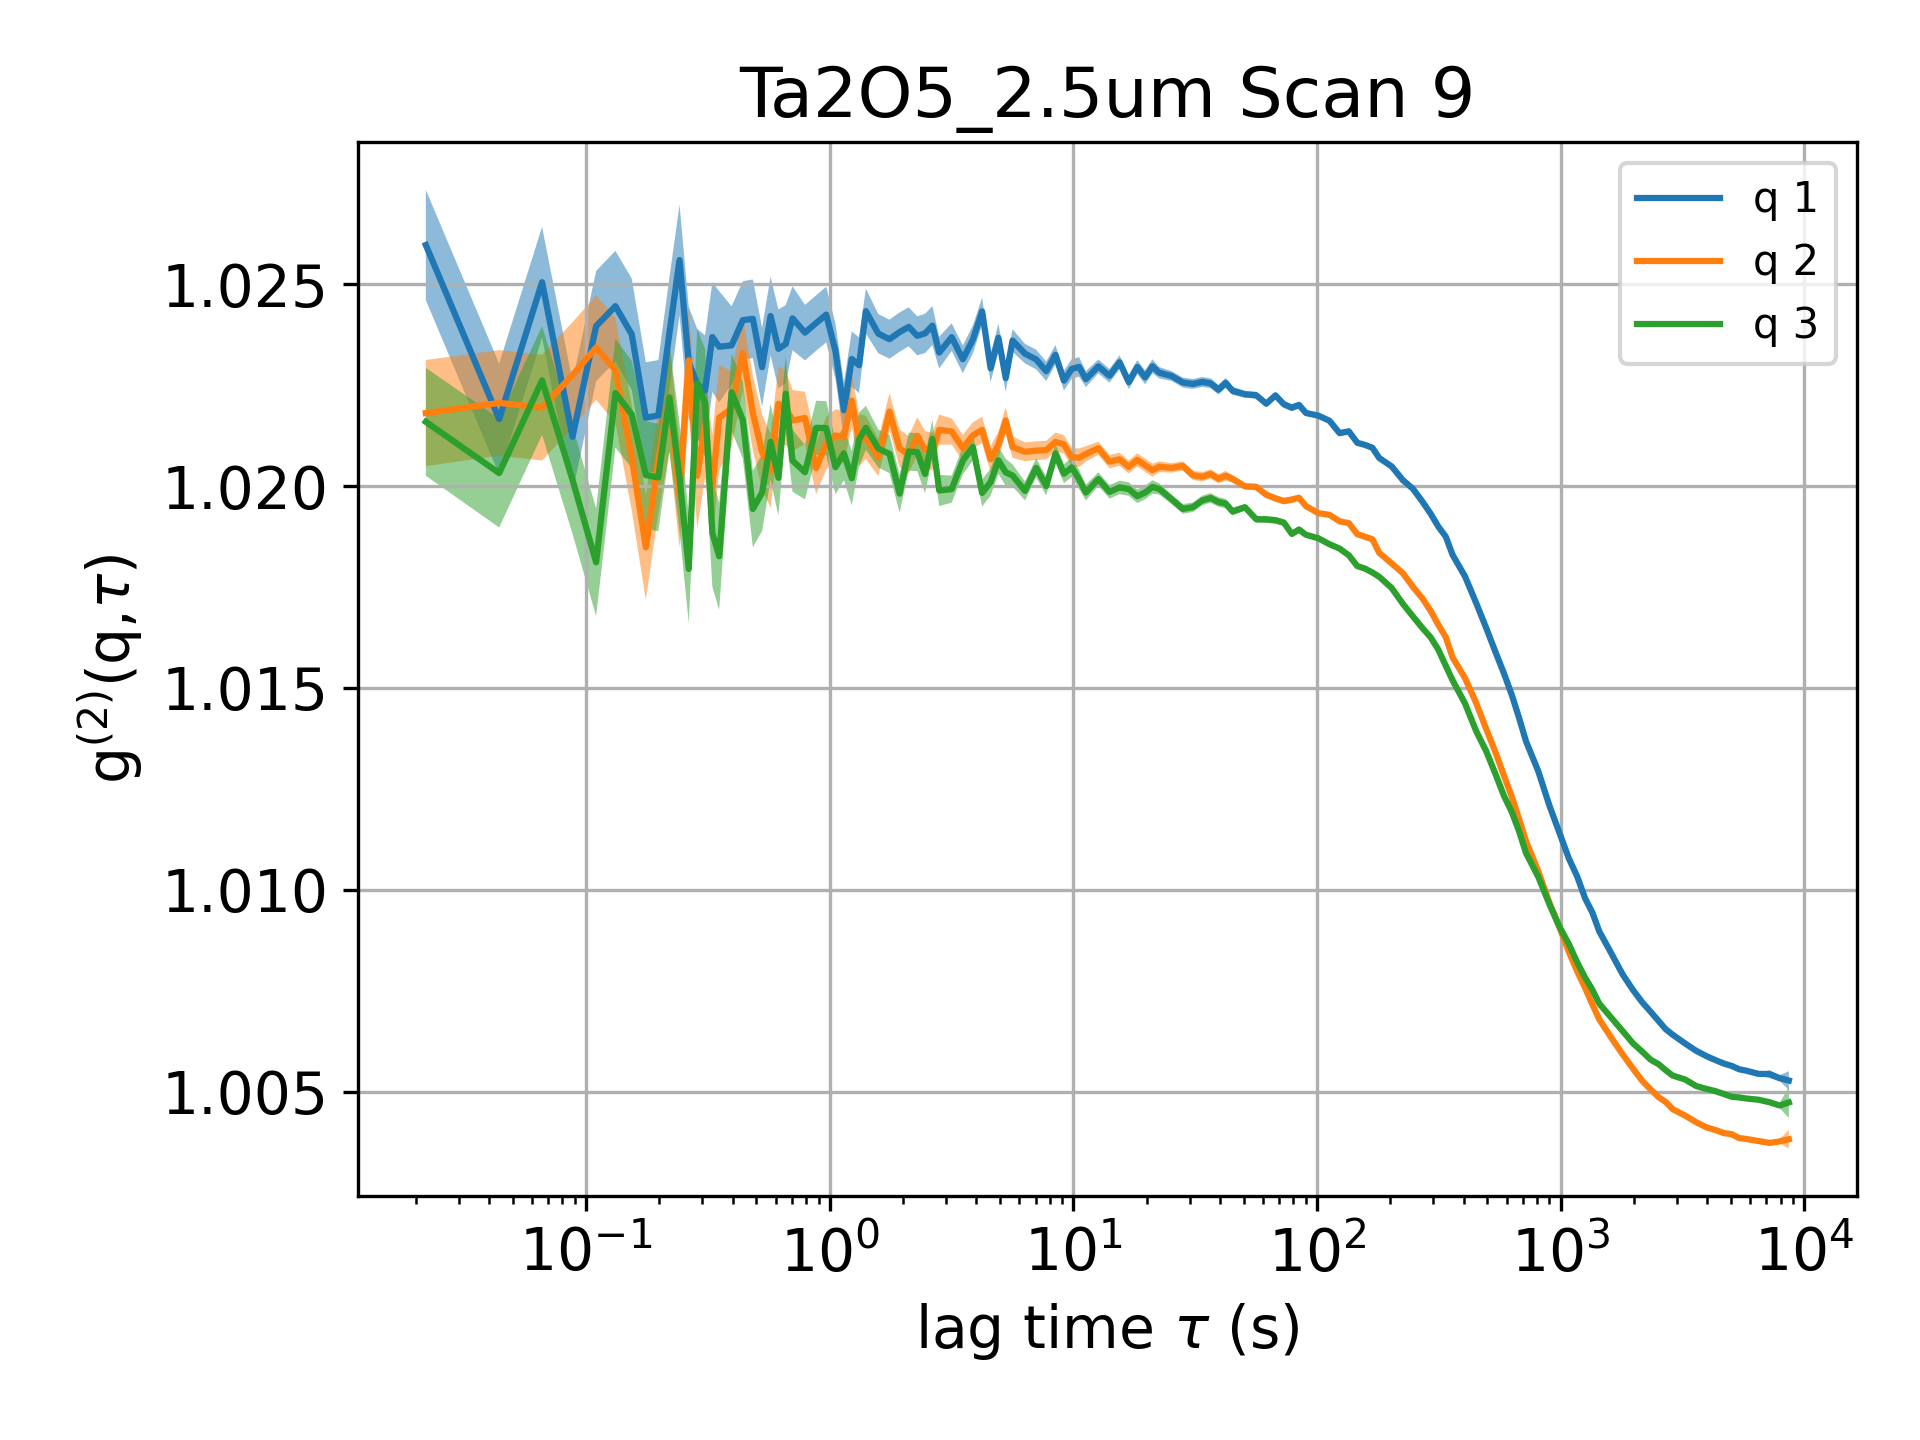 Ta2O5_2.5um Scan 9
q 1
q 2
q 3
1.025
1.020
1.015
1.010
1.005
g⁽²⁾(q,τ)
10⁻¹ 10⁰ 10¹ 10² 10³ 10⁴
lag time τ (s)